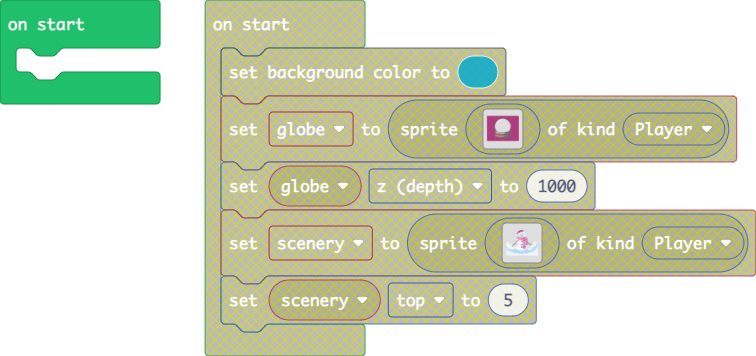 on start
on start
set background color to
set globe to sprite of kind Player
set globe z (depth) to 1000
set scenery to sprite of kind Player
set scenery top to 5